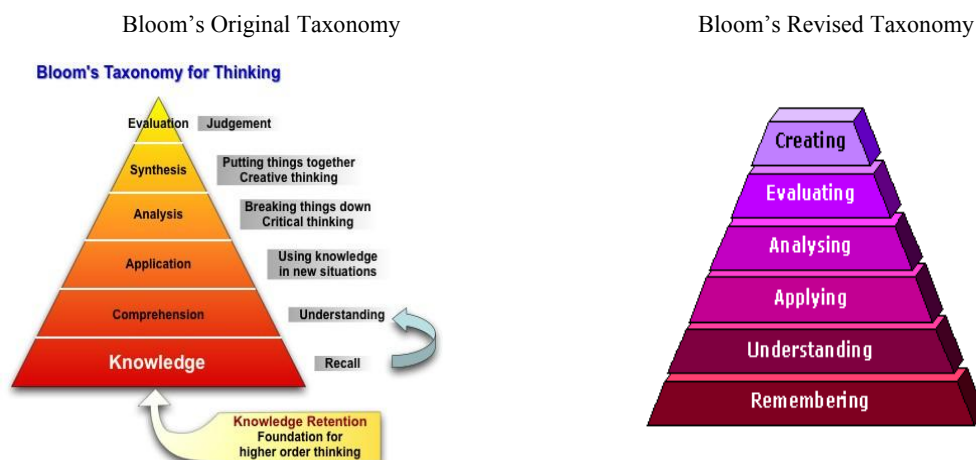 Bloom's Original Taxonomy
Bloom's Taxonomy for Thinking
Evaluation
Judgement
Synthesis
Putting things together
Creative thinking
Analysis
Breaking things down
Critical thinking
Application
Using knowledge
in new situations
Comprehension
Understanding
Knowledge
Recall
Knowledge Retention
Foundation for
higher order thinking
Bloom's Revised Taxonomy
Creating
Evaluating
Analysing
Applying
Understanding
Remembering